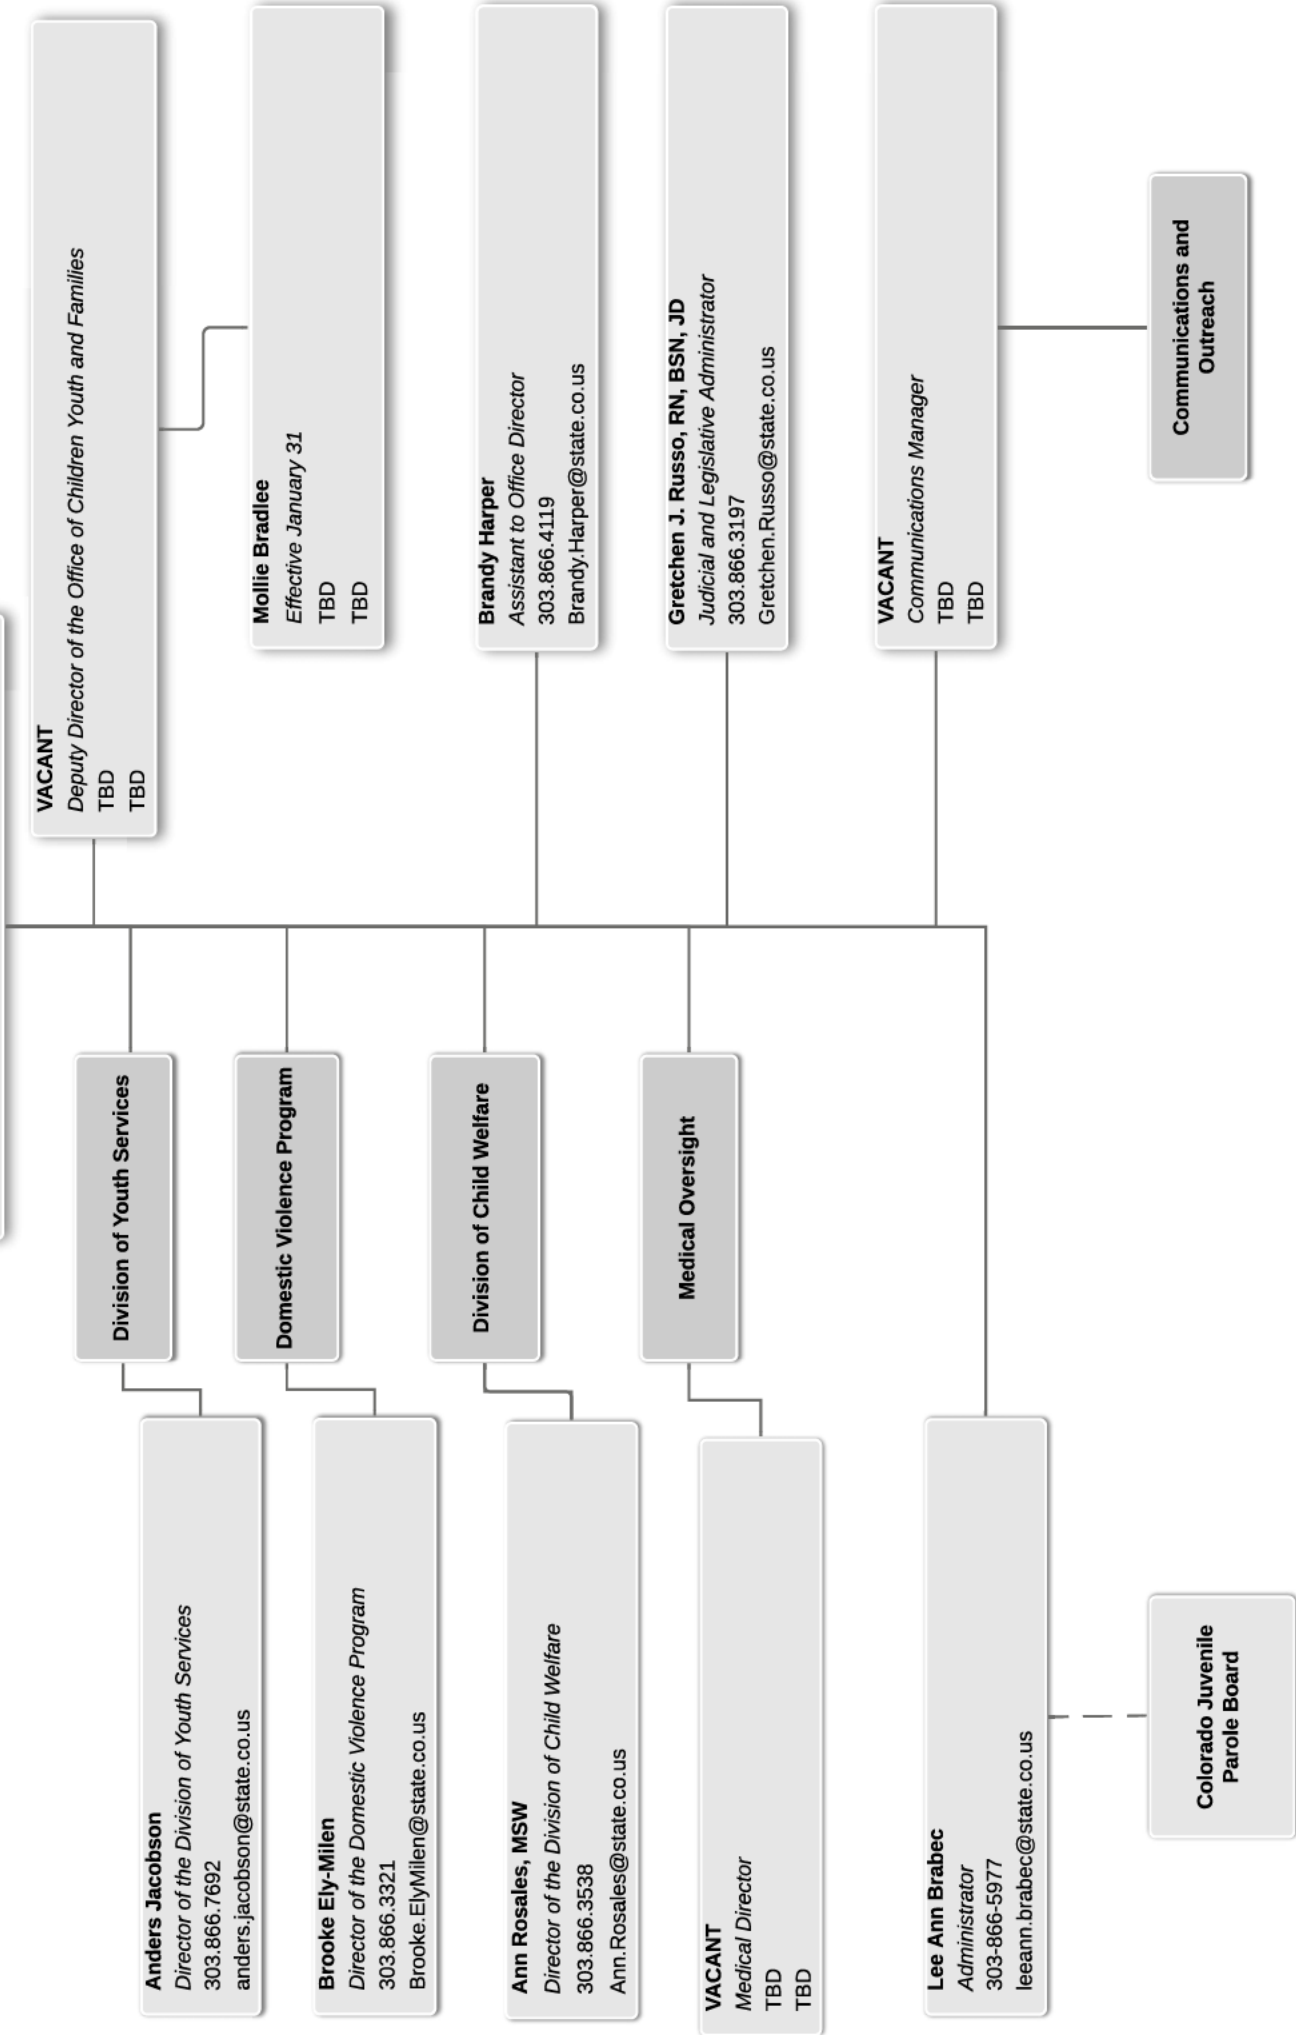 VACANT
Deputy Director of the Office of Children Youth and Families
TBD
TBD
Mollie Bradlee
Effective January 31
TBD
TBD
Brandy Harper
Assistant to Office Director
303.866.4119
Brandy.Harper@state.co.us
Gretchen J. Russo, RN, BSN, JD
Judicial and Legislative Administrator
303.866.3197
Gretchen.Russo@state.co.us
VACANT
Communications Manager
TBD
TBD
Communications and
Outreach
Division of Youth Services
Domestic Violence Program
Division of Child Welfare
Medical Oversight
Anders Jacobson
Director of the Division of Youth Services
303.866.7692
anders.jacobson@state.co.us
Brooke Ely-Milen
Director of the Domestic Violence Program
303.866.3321
Brooke.ElyMilen@state.co.us
Ann Rosales, MSW
Director of the Division of Child Welfare
303.866.3538
Ann.Rosales@state.co.us
VACANT
Medical Director
TBD
TBD
Lee Ann Brabec
Administrator
303-866-5977
leeann.brabec@state.co.us
Colorado Juvenile
Parole Board